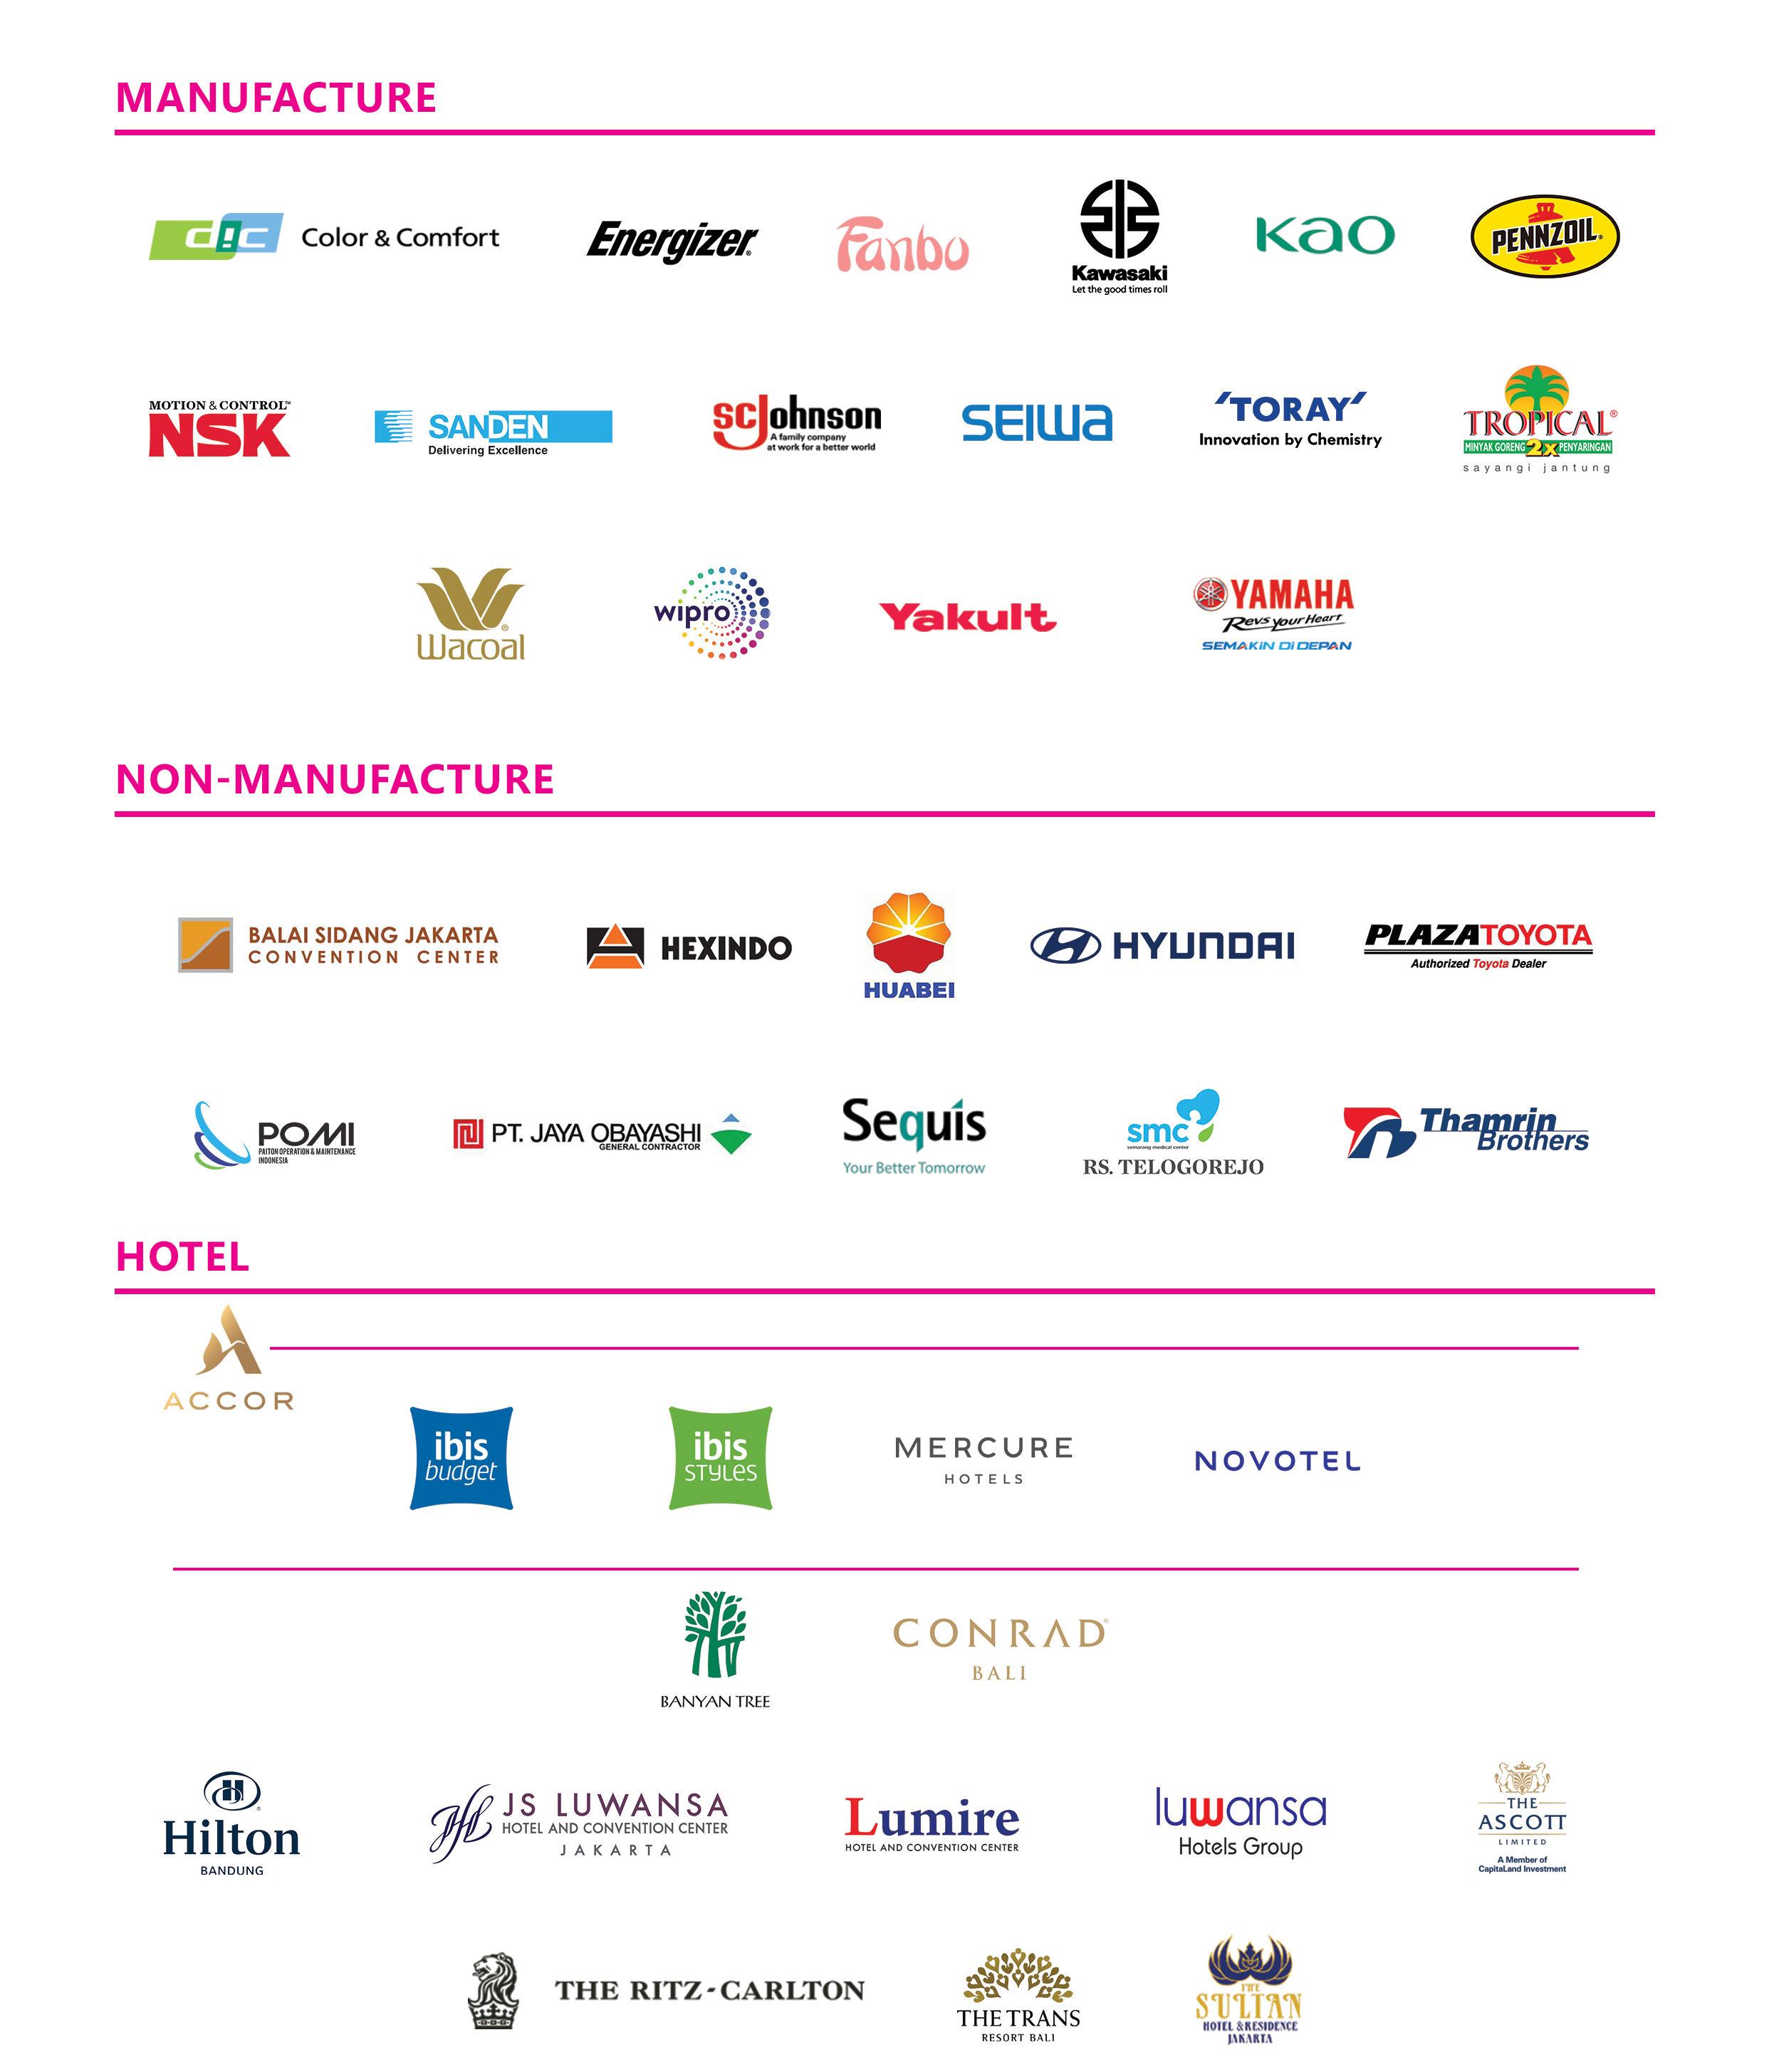 MANUFACTURE
dic Color & Comfort
Energizer®
Fanbo
Kawasaki
Let the good times roll
Kao
PENNZOIL®
MOTION & CONTROL™
NSK
SANDEN
Delivering Excellence
SC Johnson
A family company
at work for a better world
SEIWA
'TORAY'
Innovation by Chemistry
TROPICAL®
MINYAK GORENG 2x PENYARINGAN
sayangi jantung
Wacoal®
wipro
Yakult
YAMAHA
Revs your Heart
SEMAKIN DI DEPAN
NON-MANUFACTURE
BALAI SIDANG JAKARTA
CONVENTION CENTER
HEXINDO
HUABEI
HYUNDAI
PLAZATOYOTA
Authorized Toyota Dealer
POMI
PAITON OPERATION & MAINTENANCE
INDONESIA
PT. JAYA OBAYASHI
GENERAL CONTRACTOR
Sequis
Your Better Tomorrow
smc
semarang medical center
RS. TELOGOREJO
Thamrin
Brothers
HOTEL
ACCOR
ibis
budget
ibis
STYLES
MERCURE
HOTELS
NOVOTEL
BANYAN TREE
CONRAD®
BALI
H
Hilton
BANDUNG
JS LUWANSA
HOTEL AND CONVENTION CENTER
JAKARTA
Lumire
HOTEL AND CONVENTION CENTER
luwansa
Hotels Group
THE
ASCOTT
LIMITED
A Member of
CapitaLand Investment
THE RITZ-CARLTON
THE TRANS
RESORT BALI
THE
SULTAN
HOTEL & RESIDENCE
JAKARTA